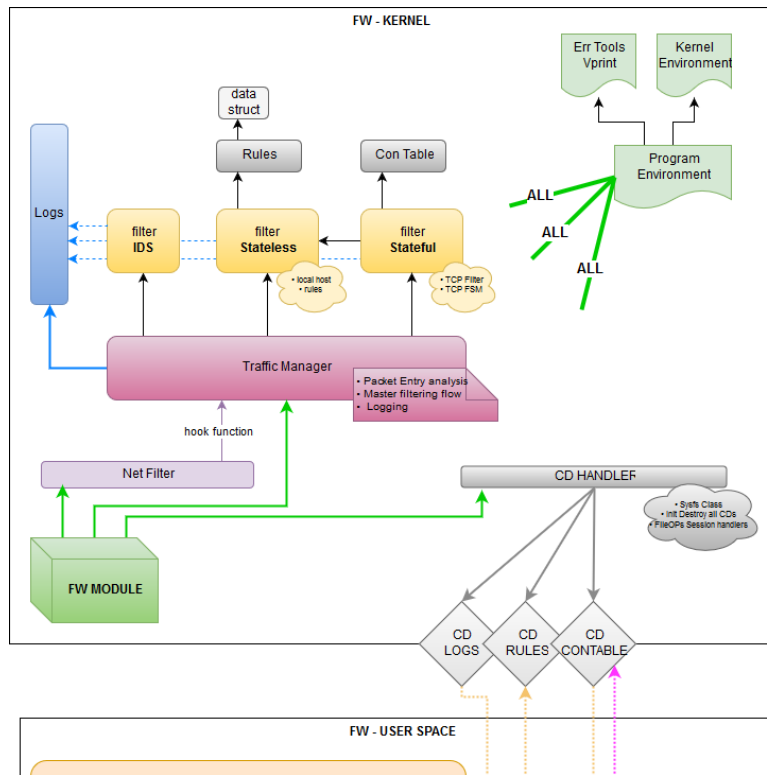 FW - KERNEL
Err Tools
Vprint
Kernel
Environment
data
struct
Rules
Con Table
Program
Environment
Logs
filter
IDS
filter
Stateless
filter
Stateful
• local host
• rules
• TCP Filter
• TCP FSM
ALL
ALL
ALL
Traffic Manager
• Packet Entry analysis
• Master filtering flow
• Logging
hook function
Net Filter
CD HANDLER
• Sysfs Class
• Init Destroy all CDs
• FileOPs Session handlers
FW MODULE
CD
LOGS
CD
RULES
CD
CONTABLE
FW - USER SPACE